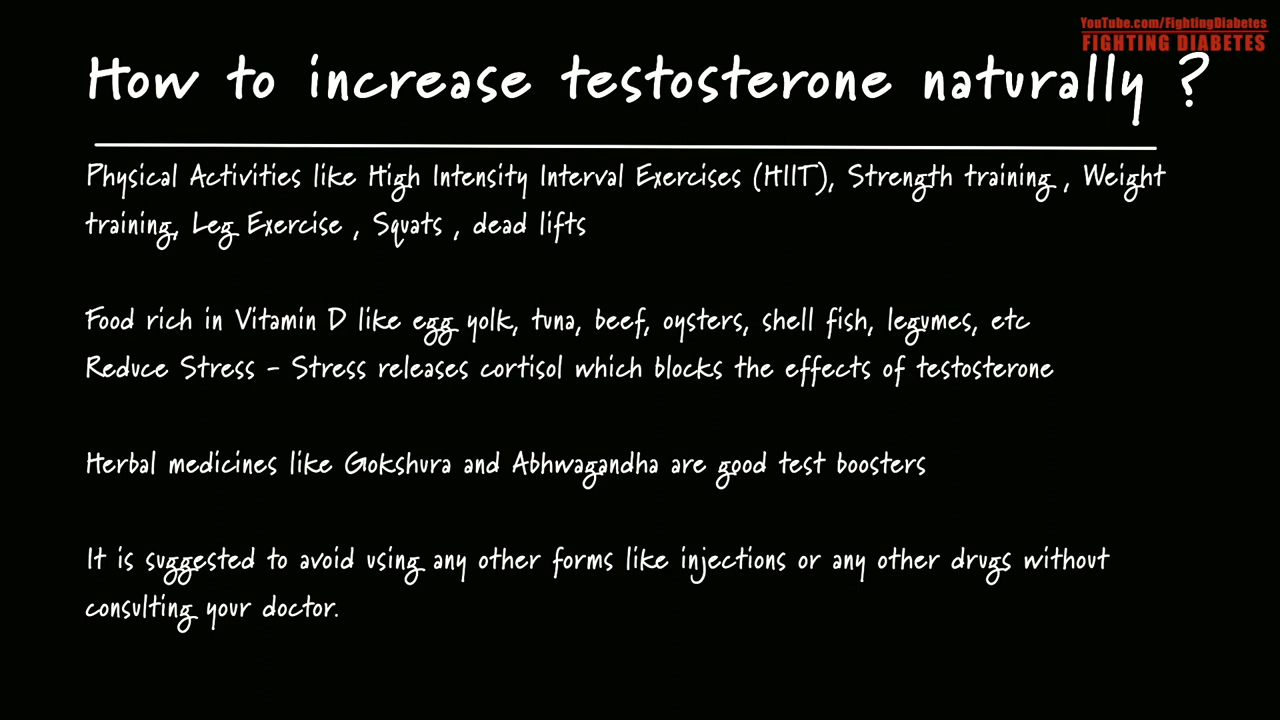 YouTube.com/FightingDiabetes
FIGHTING DIABETES
How to increase testosterone naturally ?
Physical Activities like High Intensity Interval Exercises (HIIT), Strength training , Weight
training, Leg Exercise , Squats , dead lifts
Food rich in Vitamin D like egg yolk, tuna, beef, oysters, shell fish, legumes, etc
Reduce Stress - Stress releases cortisol which blocks the effects of testosterone
Herbal medicines like Gokshura and Abhwagandha are good test boosters
It is suggested to avoid using any other forms like injections or any other drugs without
consulting your doctor.